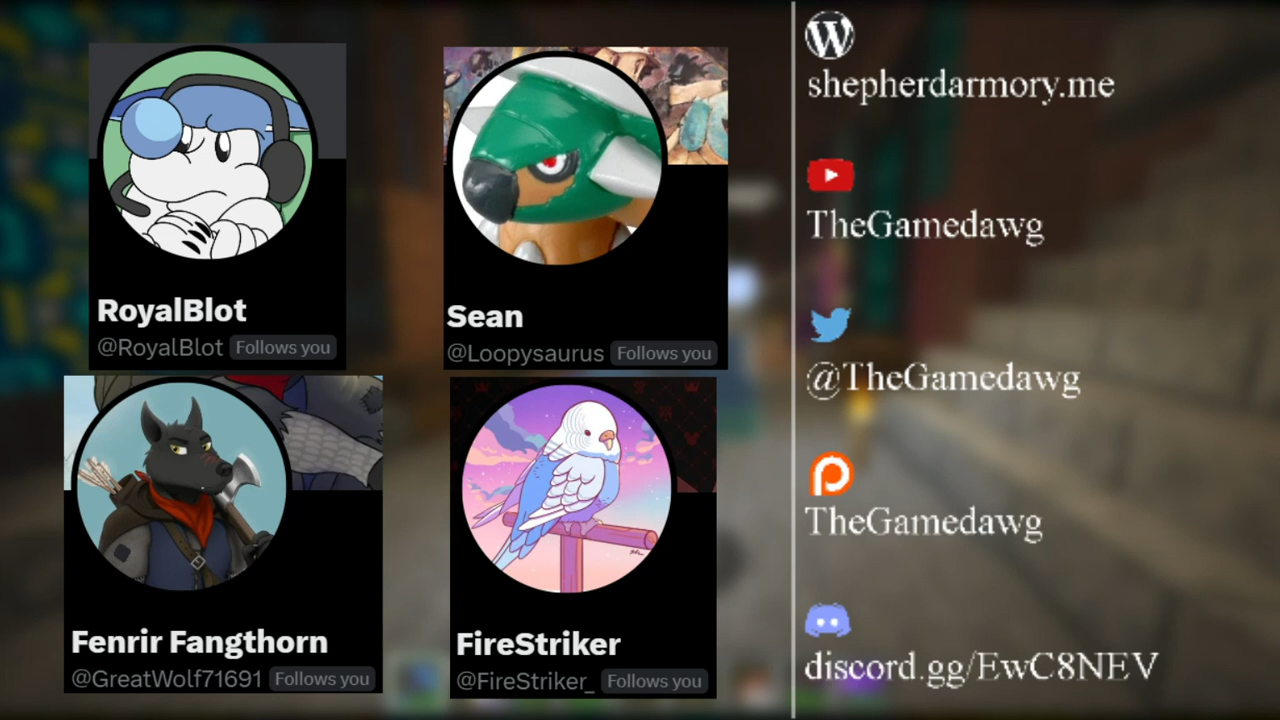 RoyalBlot
@RoyalBlot Follows you
Sean
@Loopysaurus Follows you
Fenrir Fangthorn
@GreatWolf71691 Follows you
FireStriker
@FireStriker_ Follows you
shepherdarmory.me
TheGamedawg
@TheGamedawg
TheGamedawg
discord.gg/EwC8NEV